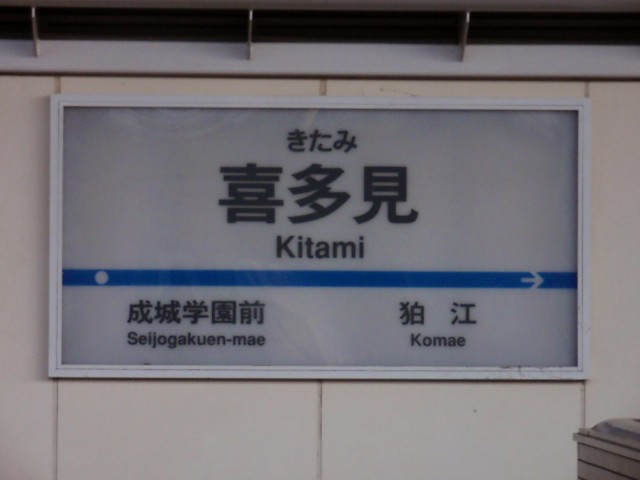 きたみ
喜多見
Kitami
成城学園前 狛江
Seijogakuen-mae Komae